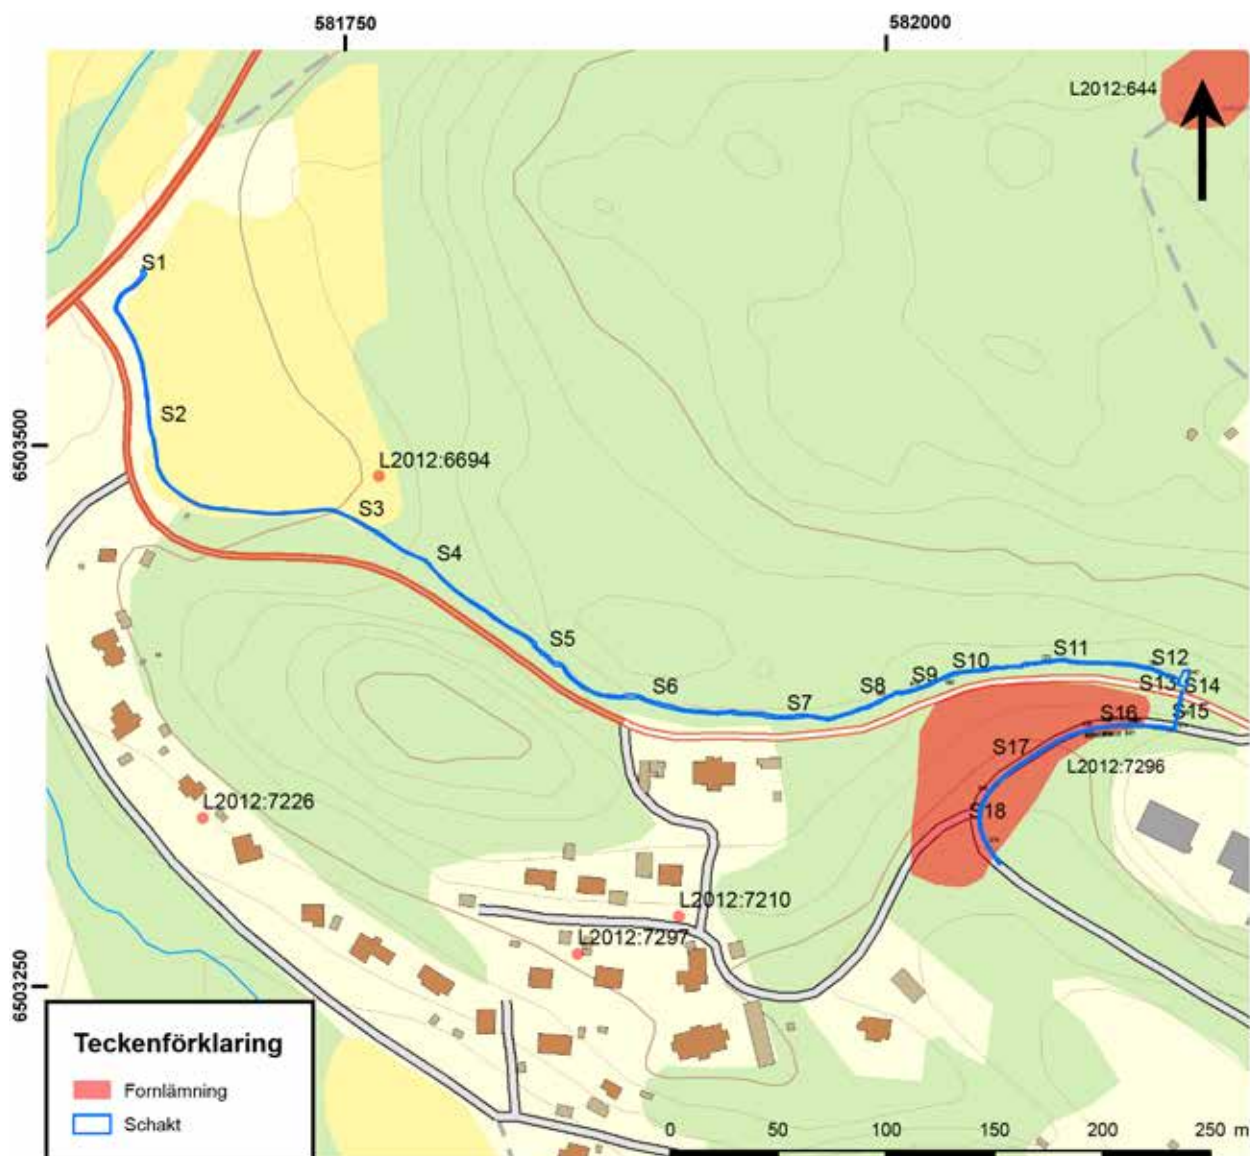 581750
582000
L2012:644
S1
S2
6503500
L2012:6694
S3
S4
S5
S6
S7
S8
S9
S10
S11
S12
S13
S14
S15
S16
S17
L2012:7296
S18
L2012:7226
L2012:7210
L2012:7297
6503250
Teckenförklaring
Fornlämning
Schakt
0 50 100 150 200 250 m